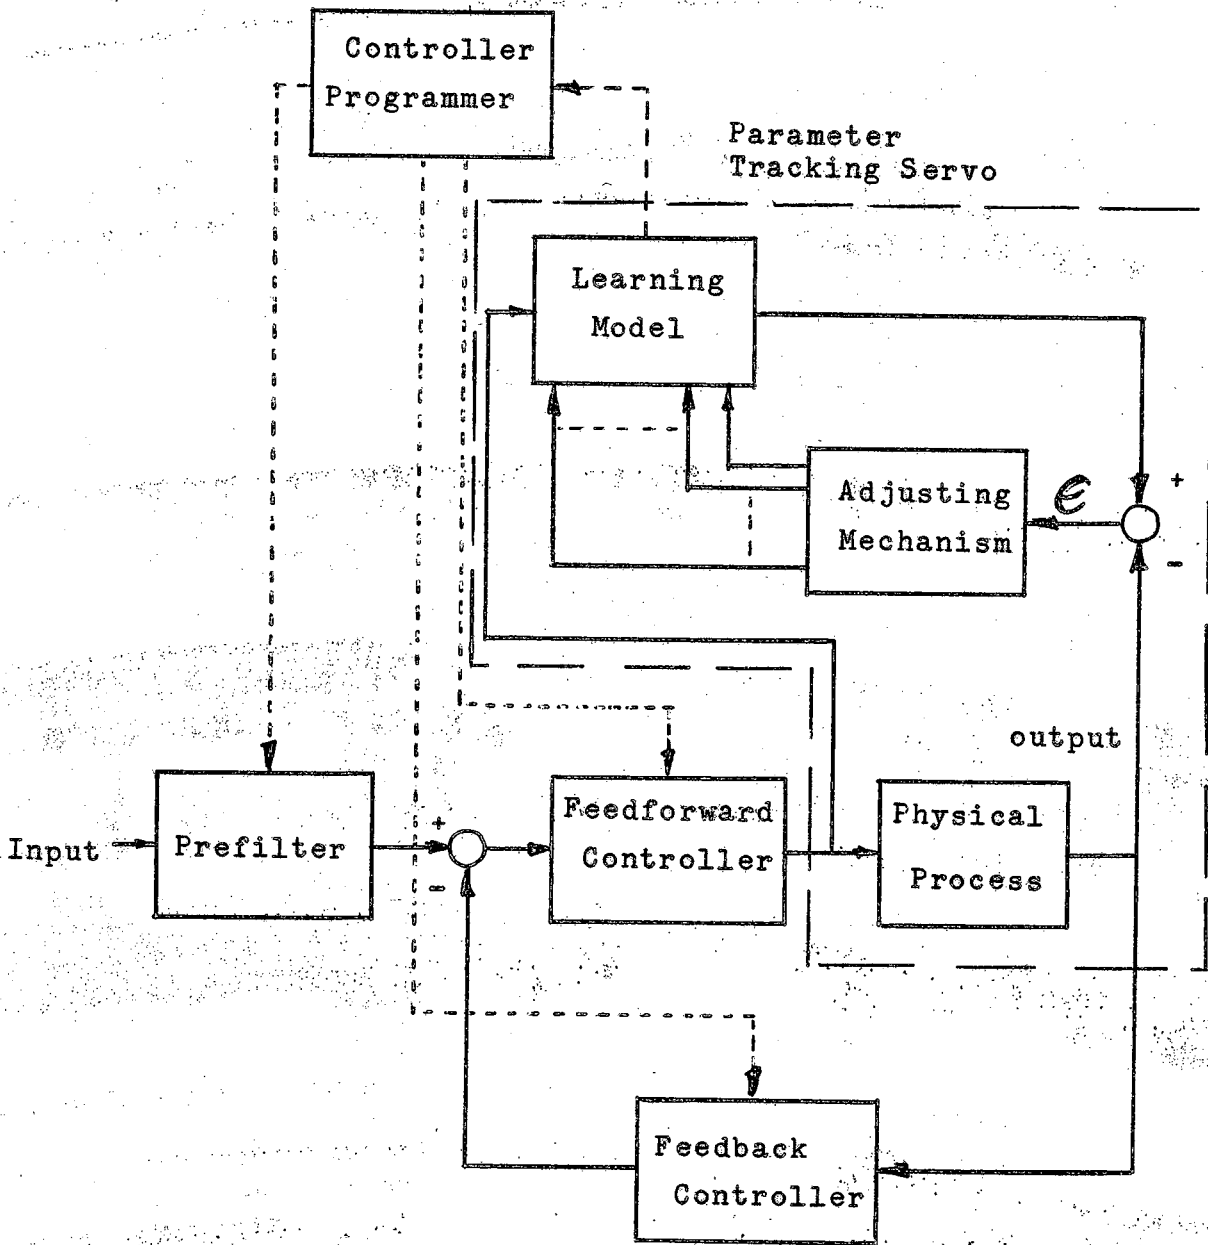 Controller
Programmer
Parameter
Tracking Servo
Learning
Model
Adjusting
Mechanism
ϵ
+
-
output
Input
Prefilter
+
-
Feedforward
Controller
Physical
Process
Feedback
Controller